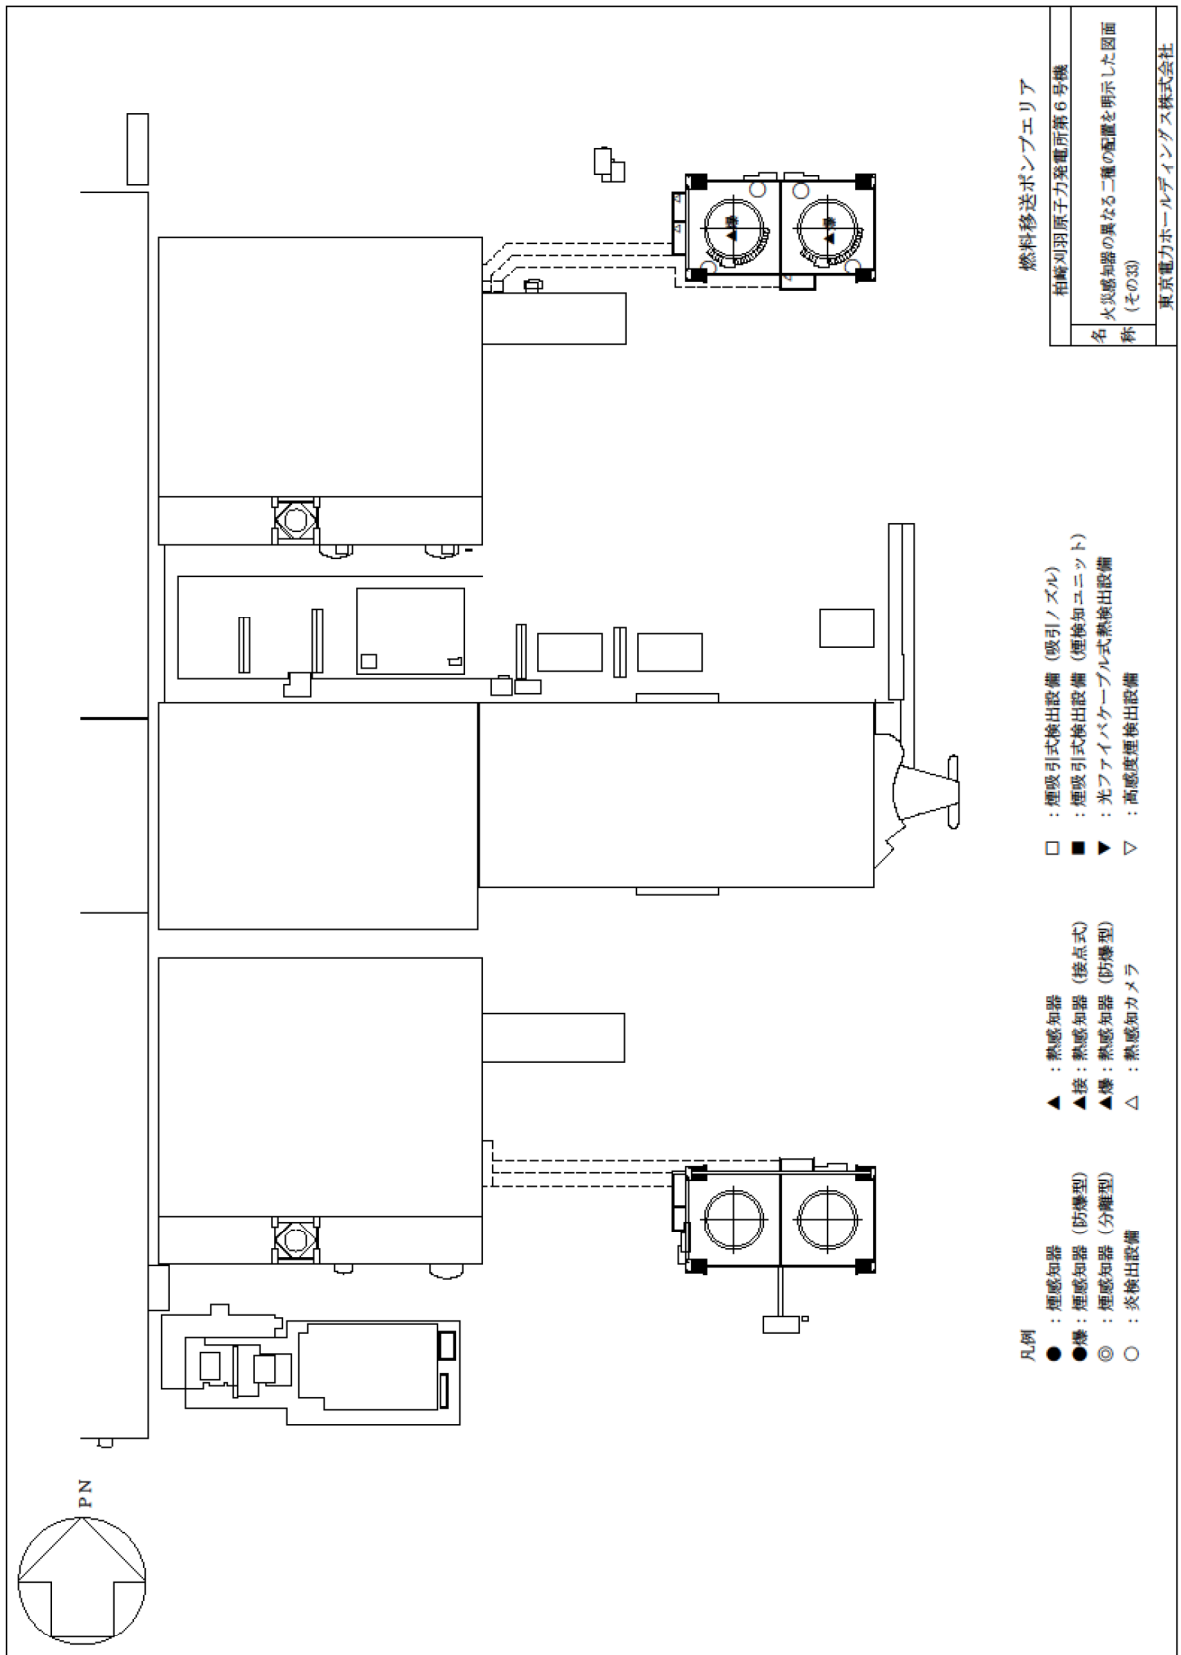 PN
燃料移送ポンプエリア
凡例
● : 煙感知器
●爆 : 煙感知器 (防爆型)
◎ : 煙感知器 (分離型)
○ : 炎検出設備
▲ : 熱感知器
▲接 : 熱感知器 (接点式)
▲爆 : 熱感知器 (防爆型)
△ : 熱感知カメラ
□ : 煙吸引式検出設備 (吸引ノズル)
■ : 煙吸引式検出設備 (煙検知ユニット)
▼ : 光ファイバケーブル式熱検出設備
▽ : 高感度煙検出設備
▲爆
▲爆
柏崎刈羽原子力発電所第6号機
名称
火災感知器の異なる二種の配置を明示した図面
(その33)
東京電力ホールディングス株式会社